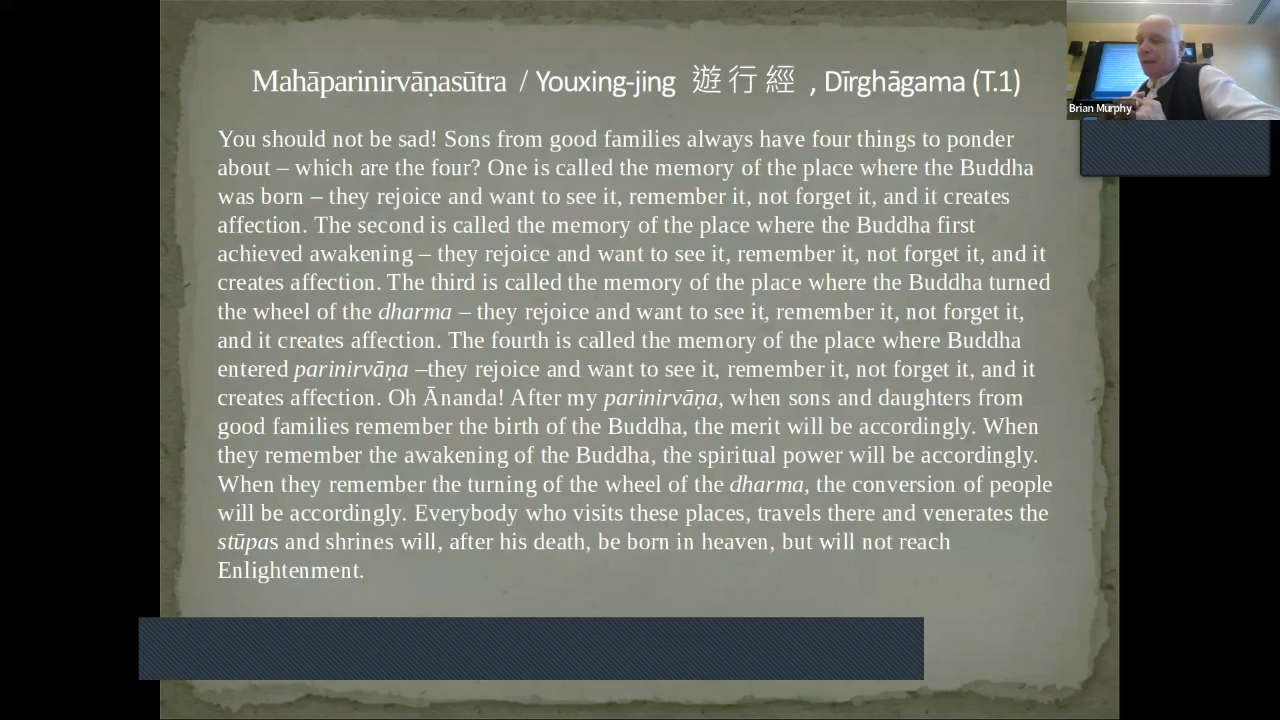 Mahāparinirvāṇasūtra / Youxing-jing 遊行經 , Dīrghāgama (T.1)
Brian Murphy
You should not be sad! Sons from good families always have four things to ponder
about – which are the four? One is called the memory of the place where the Buddha
was born – they rejoice and want to see it, remember it, not forget it, and it creates
affection. The second is called the memory of the place where the Buddha first
achieved awakening – they rejoice and want to see it, remember it, not forget it, and it
creates affection. The third is called the memory of the place where the Buddha turned
the wheel of the dharma – they rejoice and want to see it, remember it, not forget it,
and it creates affection. The fourth is called the memory of the place where Buddha
entered parinirvāṇa –they rejoice and want to see it, remember it, not forget it, and it
creates affection. Oh Ānanda! After my parinirvāṇa, when sons and daughters from
good families remember the birth of the Buddha, the merit will be accordingly. When
they remember the awakening of the Buddha, the spiritual power will be accordingly.
When they remember the turning of the wheel of the dharma, the conversion of people
will be accordingly. Everybody who visits these places, travels there and venerates the
stūpas and shrines will, after his death, be born in heaven, but will not reach
Enlightenment.